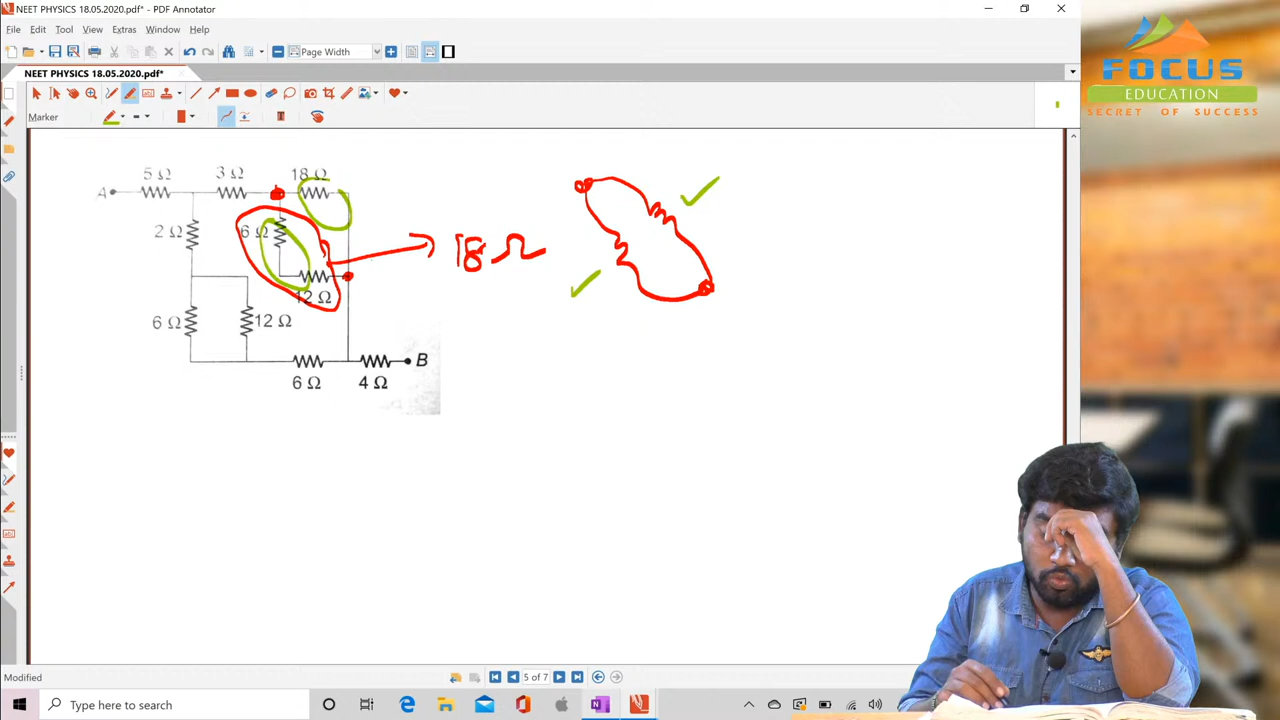 NEET PHYSICS 18.05.2020.pdf* - PDF Annotator
File Edit Tool View Extras Window Help
Page Width
NEET PHYSICS 18.05.2020.pdf*
Marker
FOCUS
EDUCATION
SECRET OF SUCCESS
5 Ω 3 Ω 18 Ω
A
2 Ω 6 Ω
18 Ω
12 Ω
6 Ω 12 Ω
B
6 Ω 4 Ω
Modified
5 of 7
Type here to search